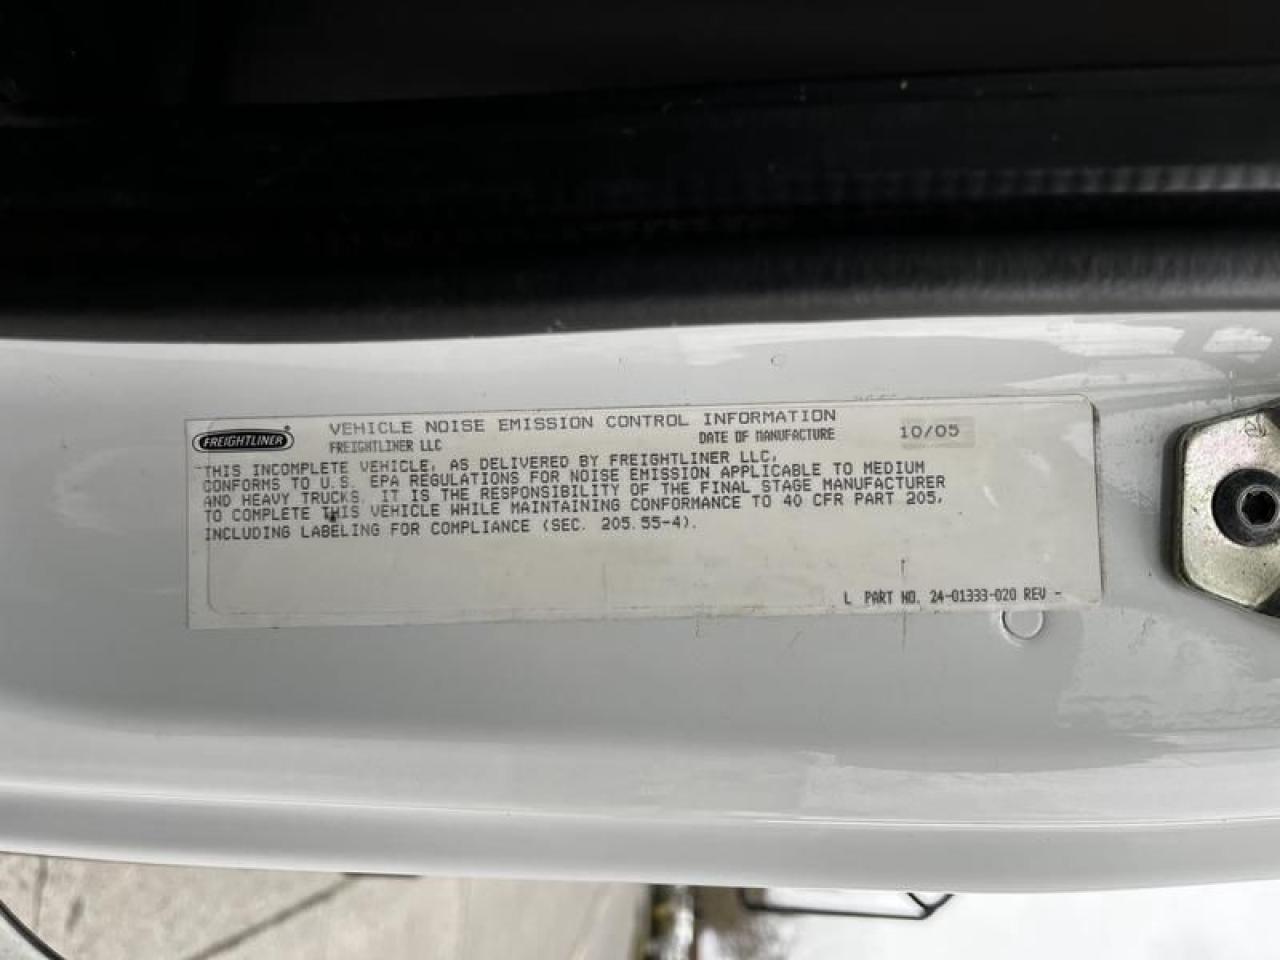 FREIGHTLINER®
VEHICLE NOISE EMISSION CONTROL INFORMATION
FREIGHTLINER LLC DATE OF MANUFACTURE 10/05
THIS INCOMPLETE VEHICLE, AS DELIVERED BY FREIGHTLINER LLC,
CONFORMS TO U.S. EPA REGULATIONS FOR NOISE EMISSION APPLICABLE TO MEDIUM
AND HEAVY TRUCKS. IT IS THE RESPONSIBILITY OF THE FINAL STAGE MANUFACTURER
TO COMPLETE THIS VEHICLE WHILE MAINTAINING CONFORMANCE TO 40 CFR PART 205,
INCLUDING LABELING FOR COMPLIANCE (SEC. 205.55-4).
L PART NO. 24-01333-020 REV -